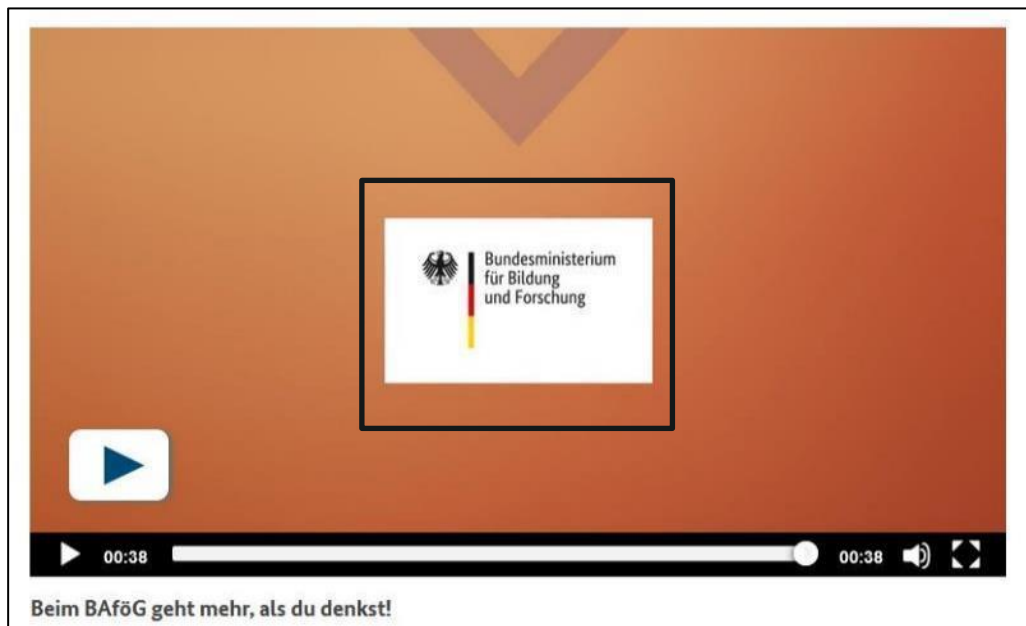 Bundesministerium
für Bildung
und Forschung
00:38
00:38
Beim BAföG geht mehr, als du denkst!